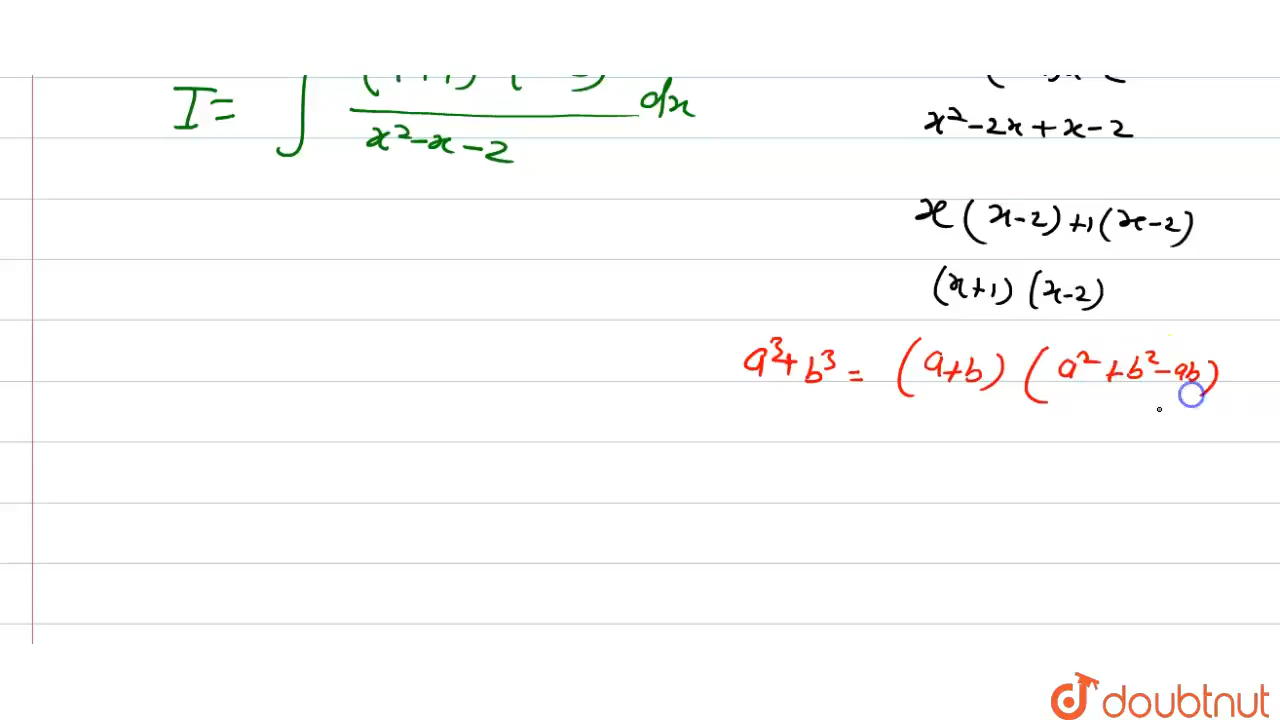 I = ∫ dx
x²-x-2
x²-2x+x-2
x(x-2)+1(x-2)
(x+1)(x-2)
a³+b³ = (a+b)(a²+b²-ab)
doubtnut